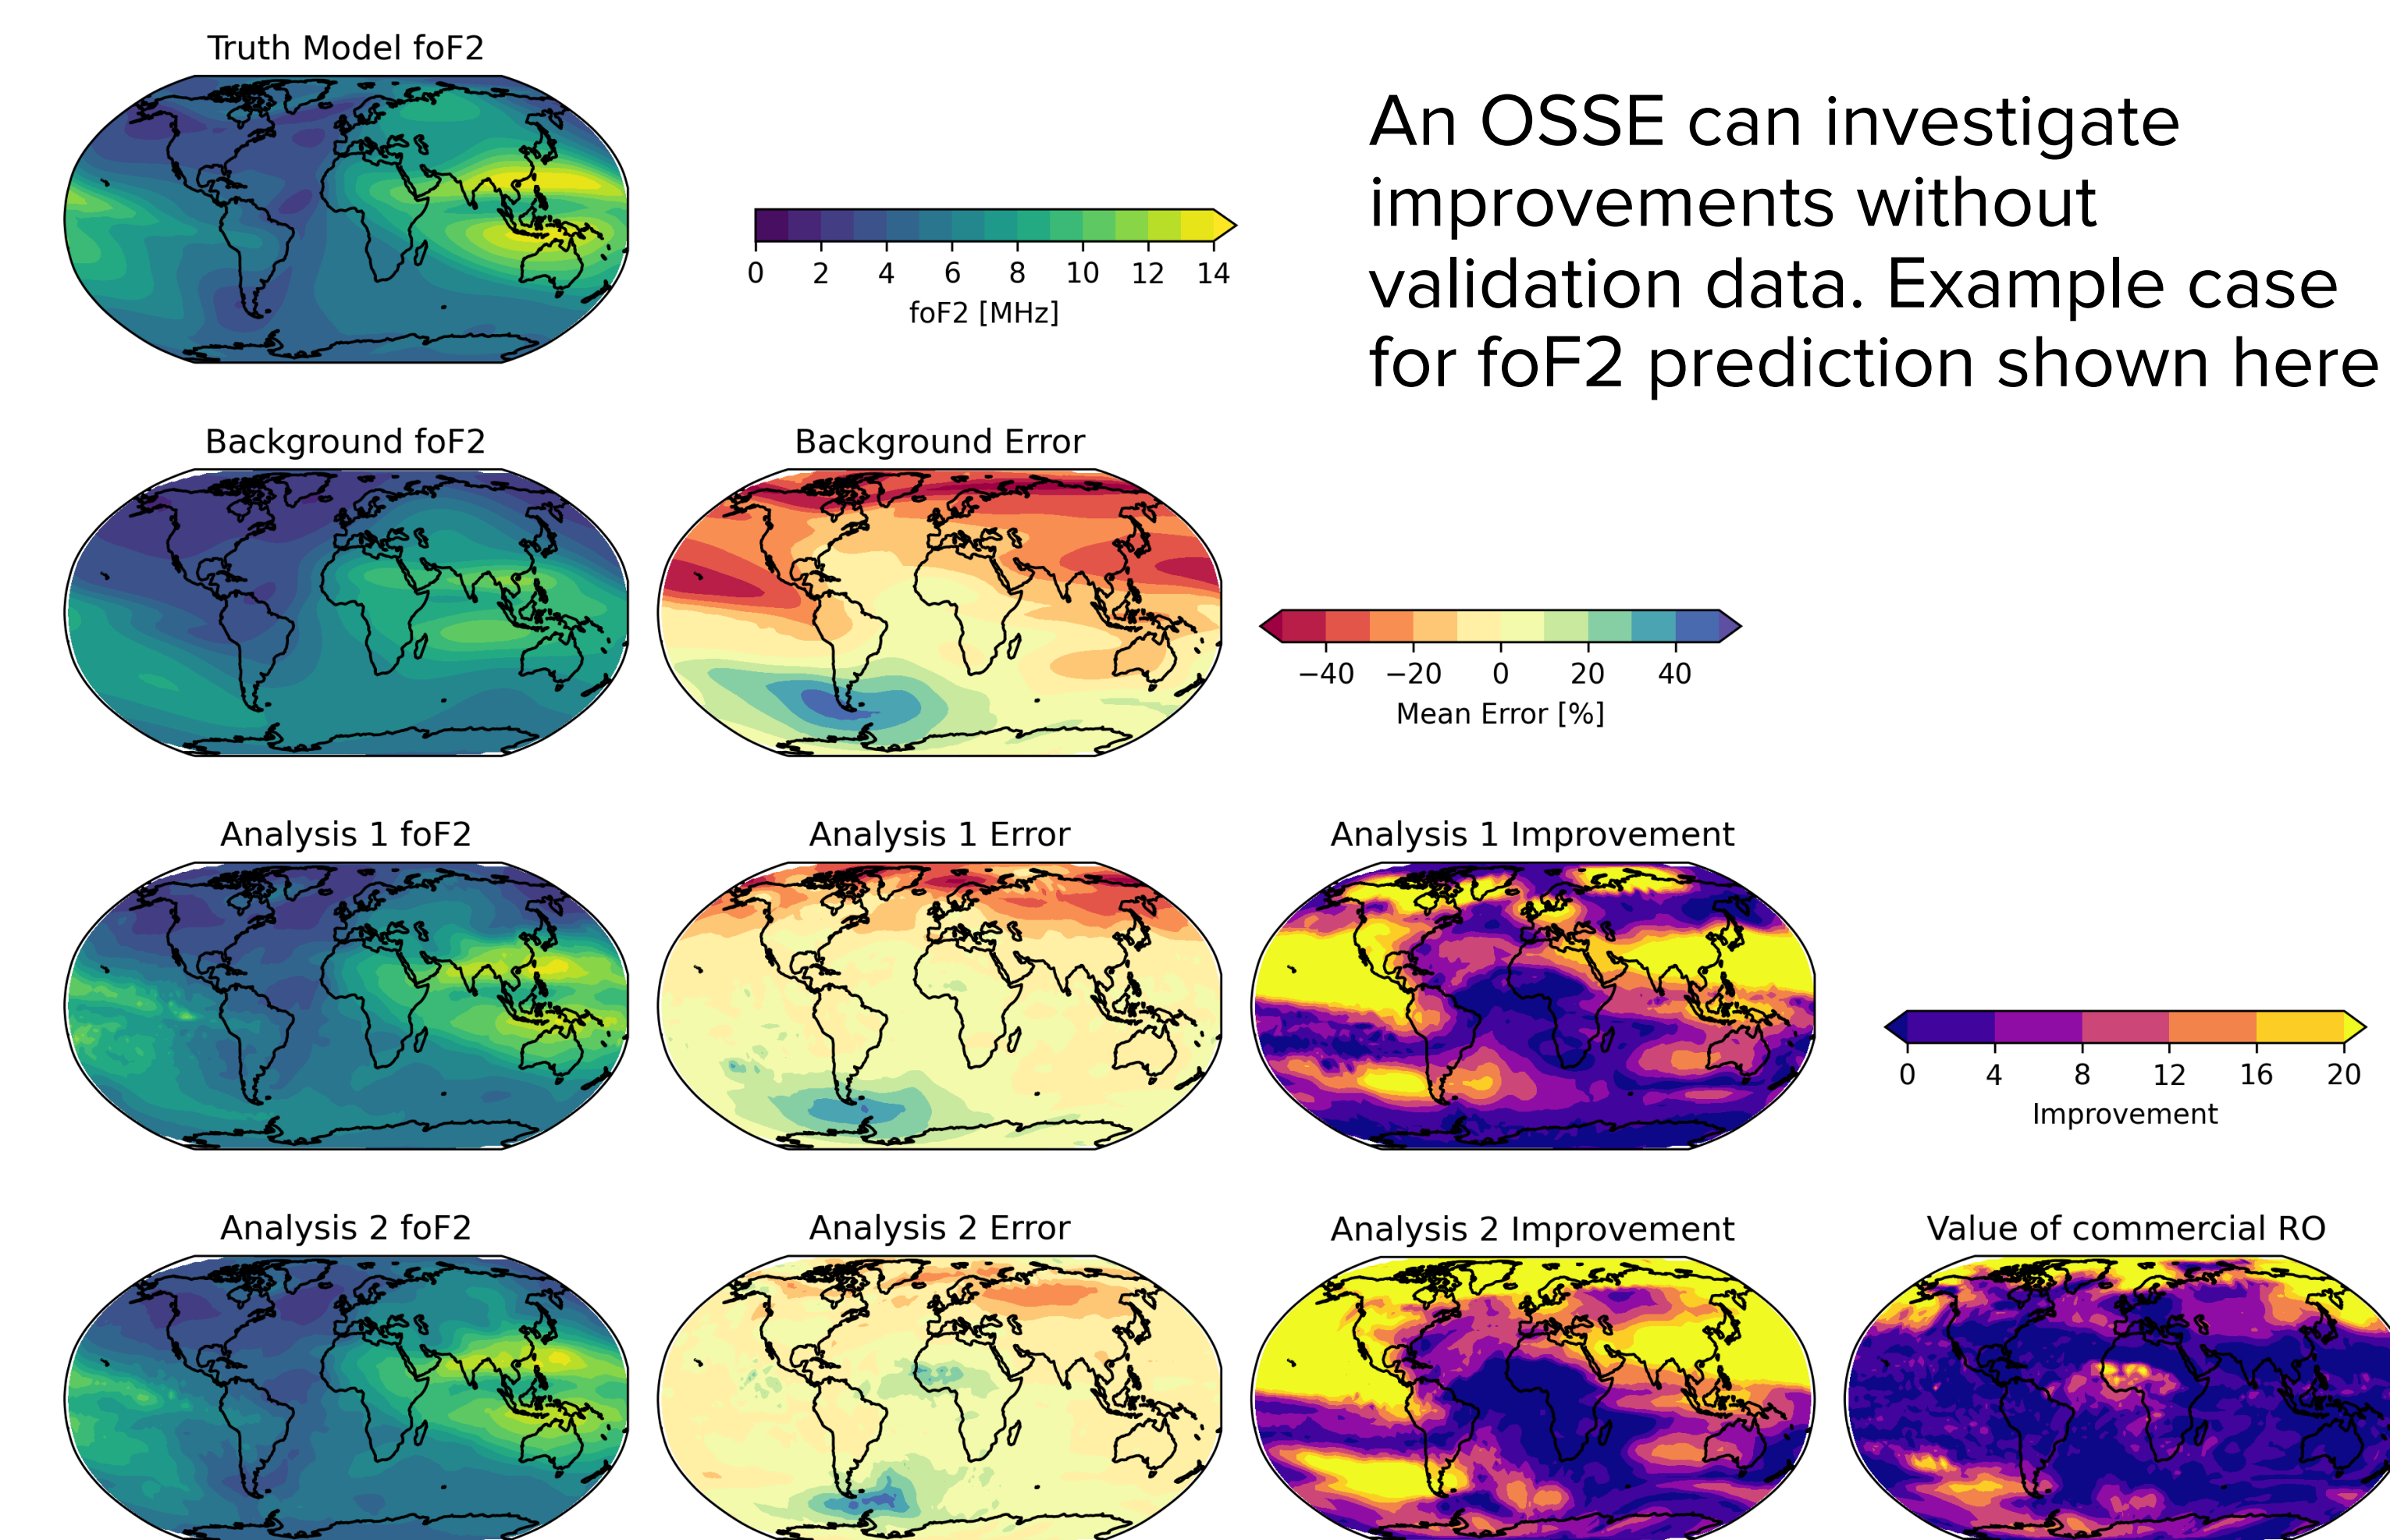 Truth Model foF2
0 2 4 6 8 10 12 14
foF2 [MHz]
An OSSE can investigate
improvements without
validation data. Example case
for foF2 prediction shown here
Background foF2
Background Error
−40 −20 0 20 40
Mean Error [%]
Analysis 1 foF2
Analysis 1 Error
Analysis 1 Improvement
0 4 8 12 16 20
Improvement
Analysis 2 foF2
Analysis 2 Error
Analysis 2 Improvement
Value of commercial RO